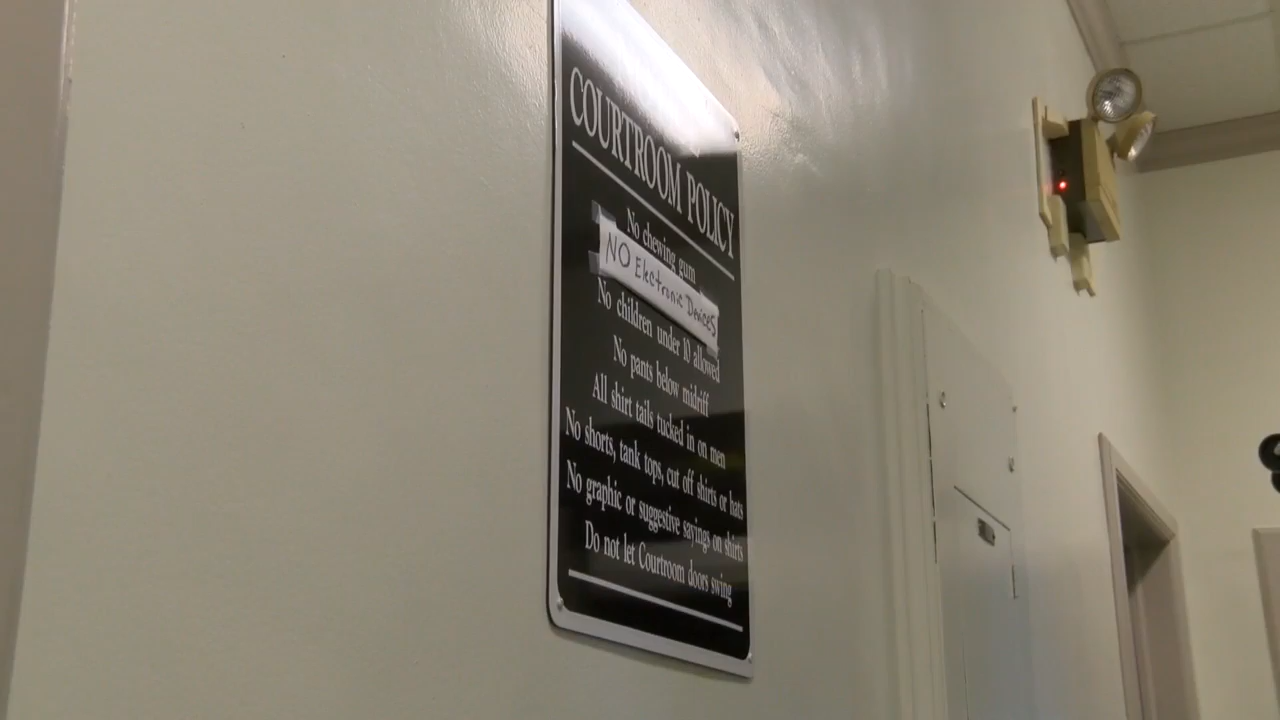 COURTROOM POLICY
No chewing gum
NO Electronic Devices
No children under 10 allowed
No pants below midriff
All shirt tails tucked in on men
No shorts, tank tops, cut off shirts or hats
No graphic or suggestive sayings on shirts
Do not let Courtroom doors swing